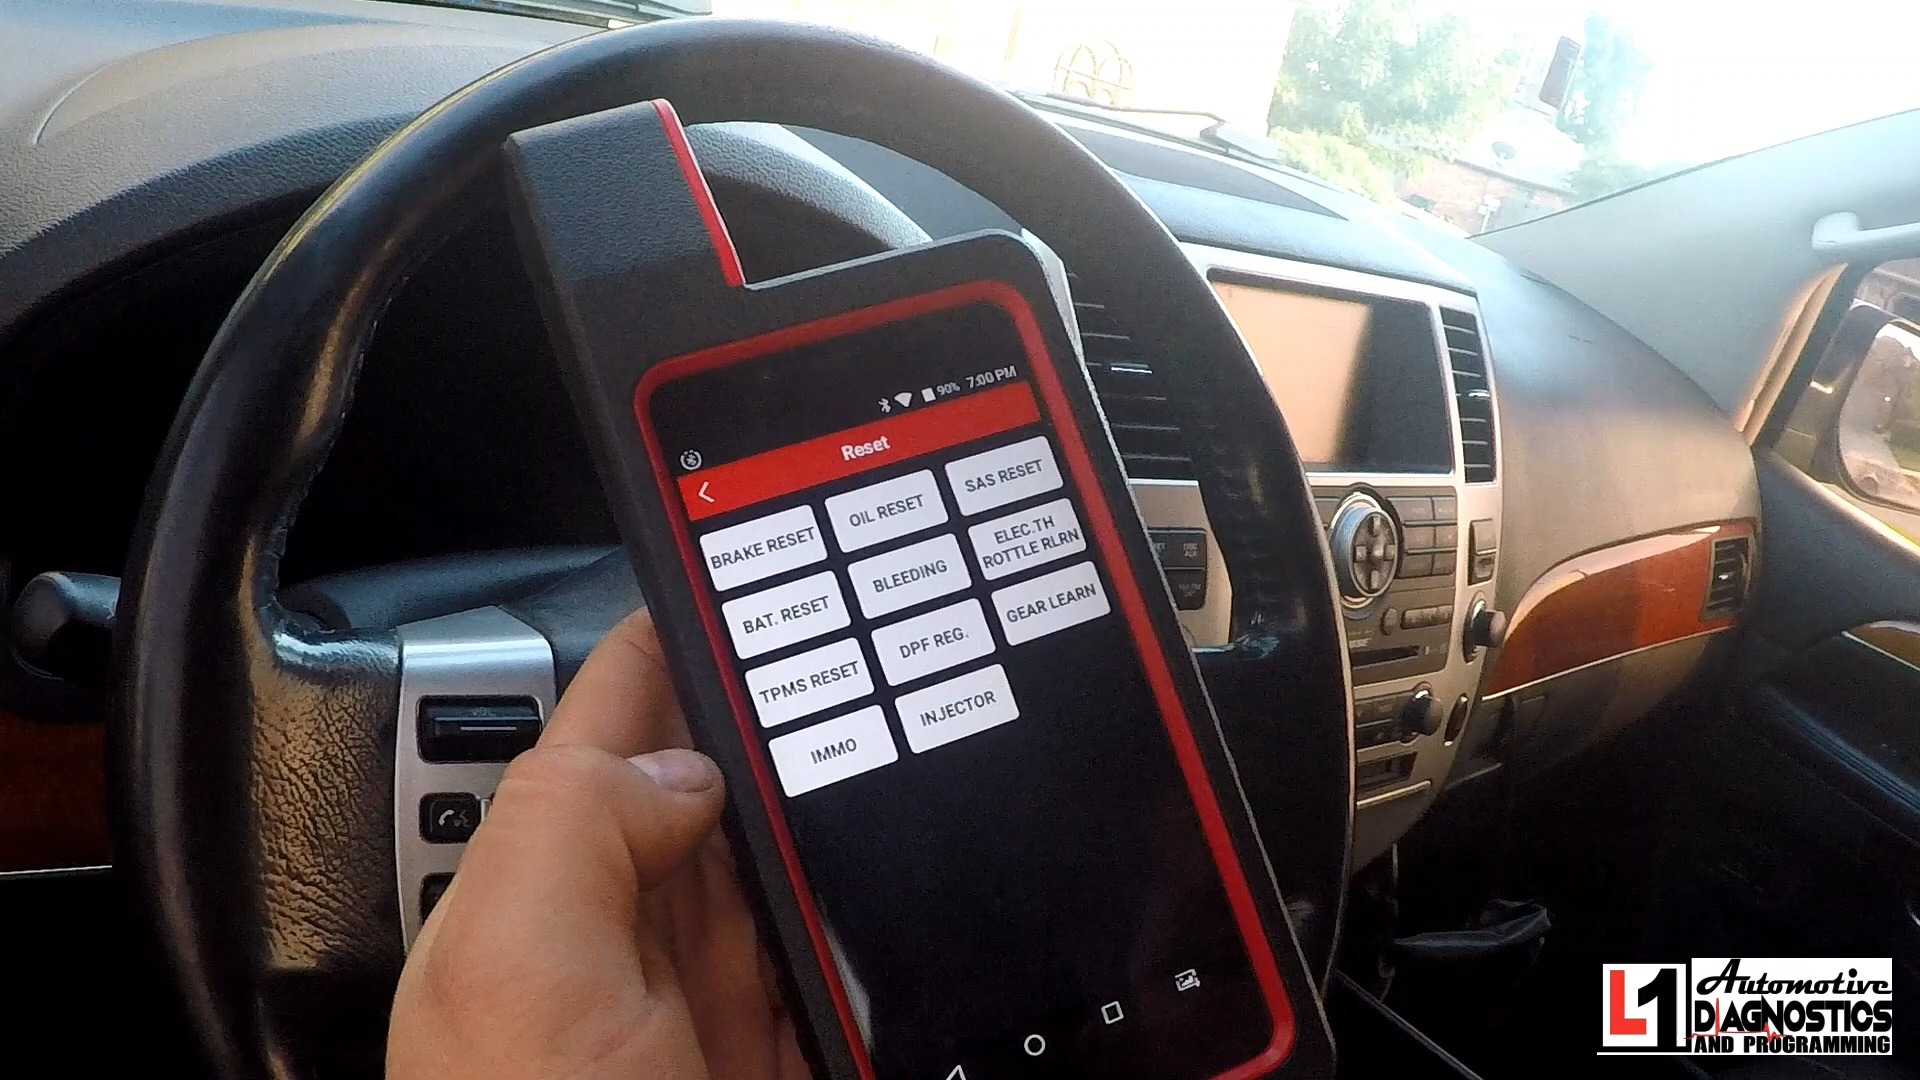 90% 7:00 PM
Reset
BRAKE RESET
OIL RESET
SAS RESET
BAT. RESET
BLEEDING
ELEC.TH
ROTTLE RLRN
TPMS RESET
DPF REG.
GEAR LEARN
IMMO
INJECTOR
VOL
L1 Automotive
DIAGNOSTICS
AND PROGRAMMING